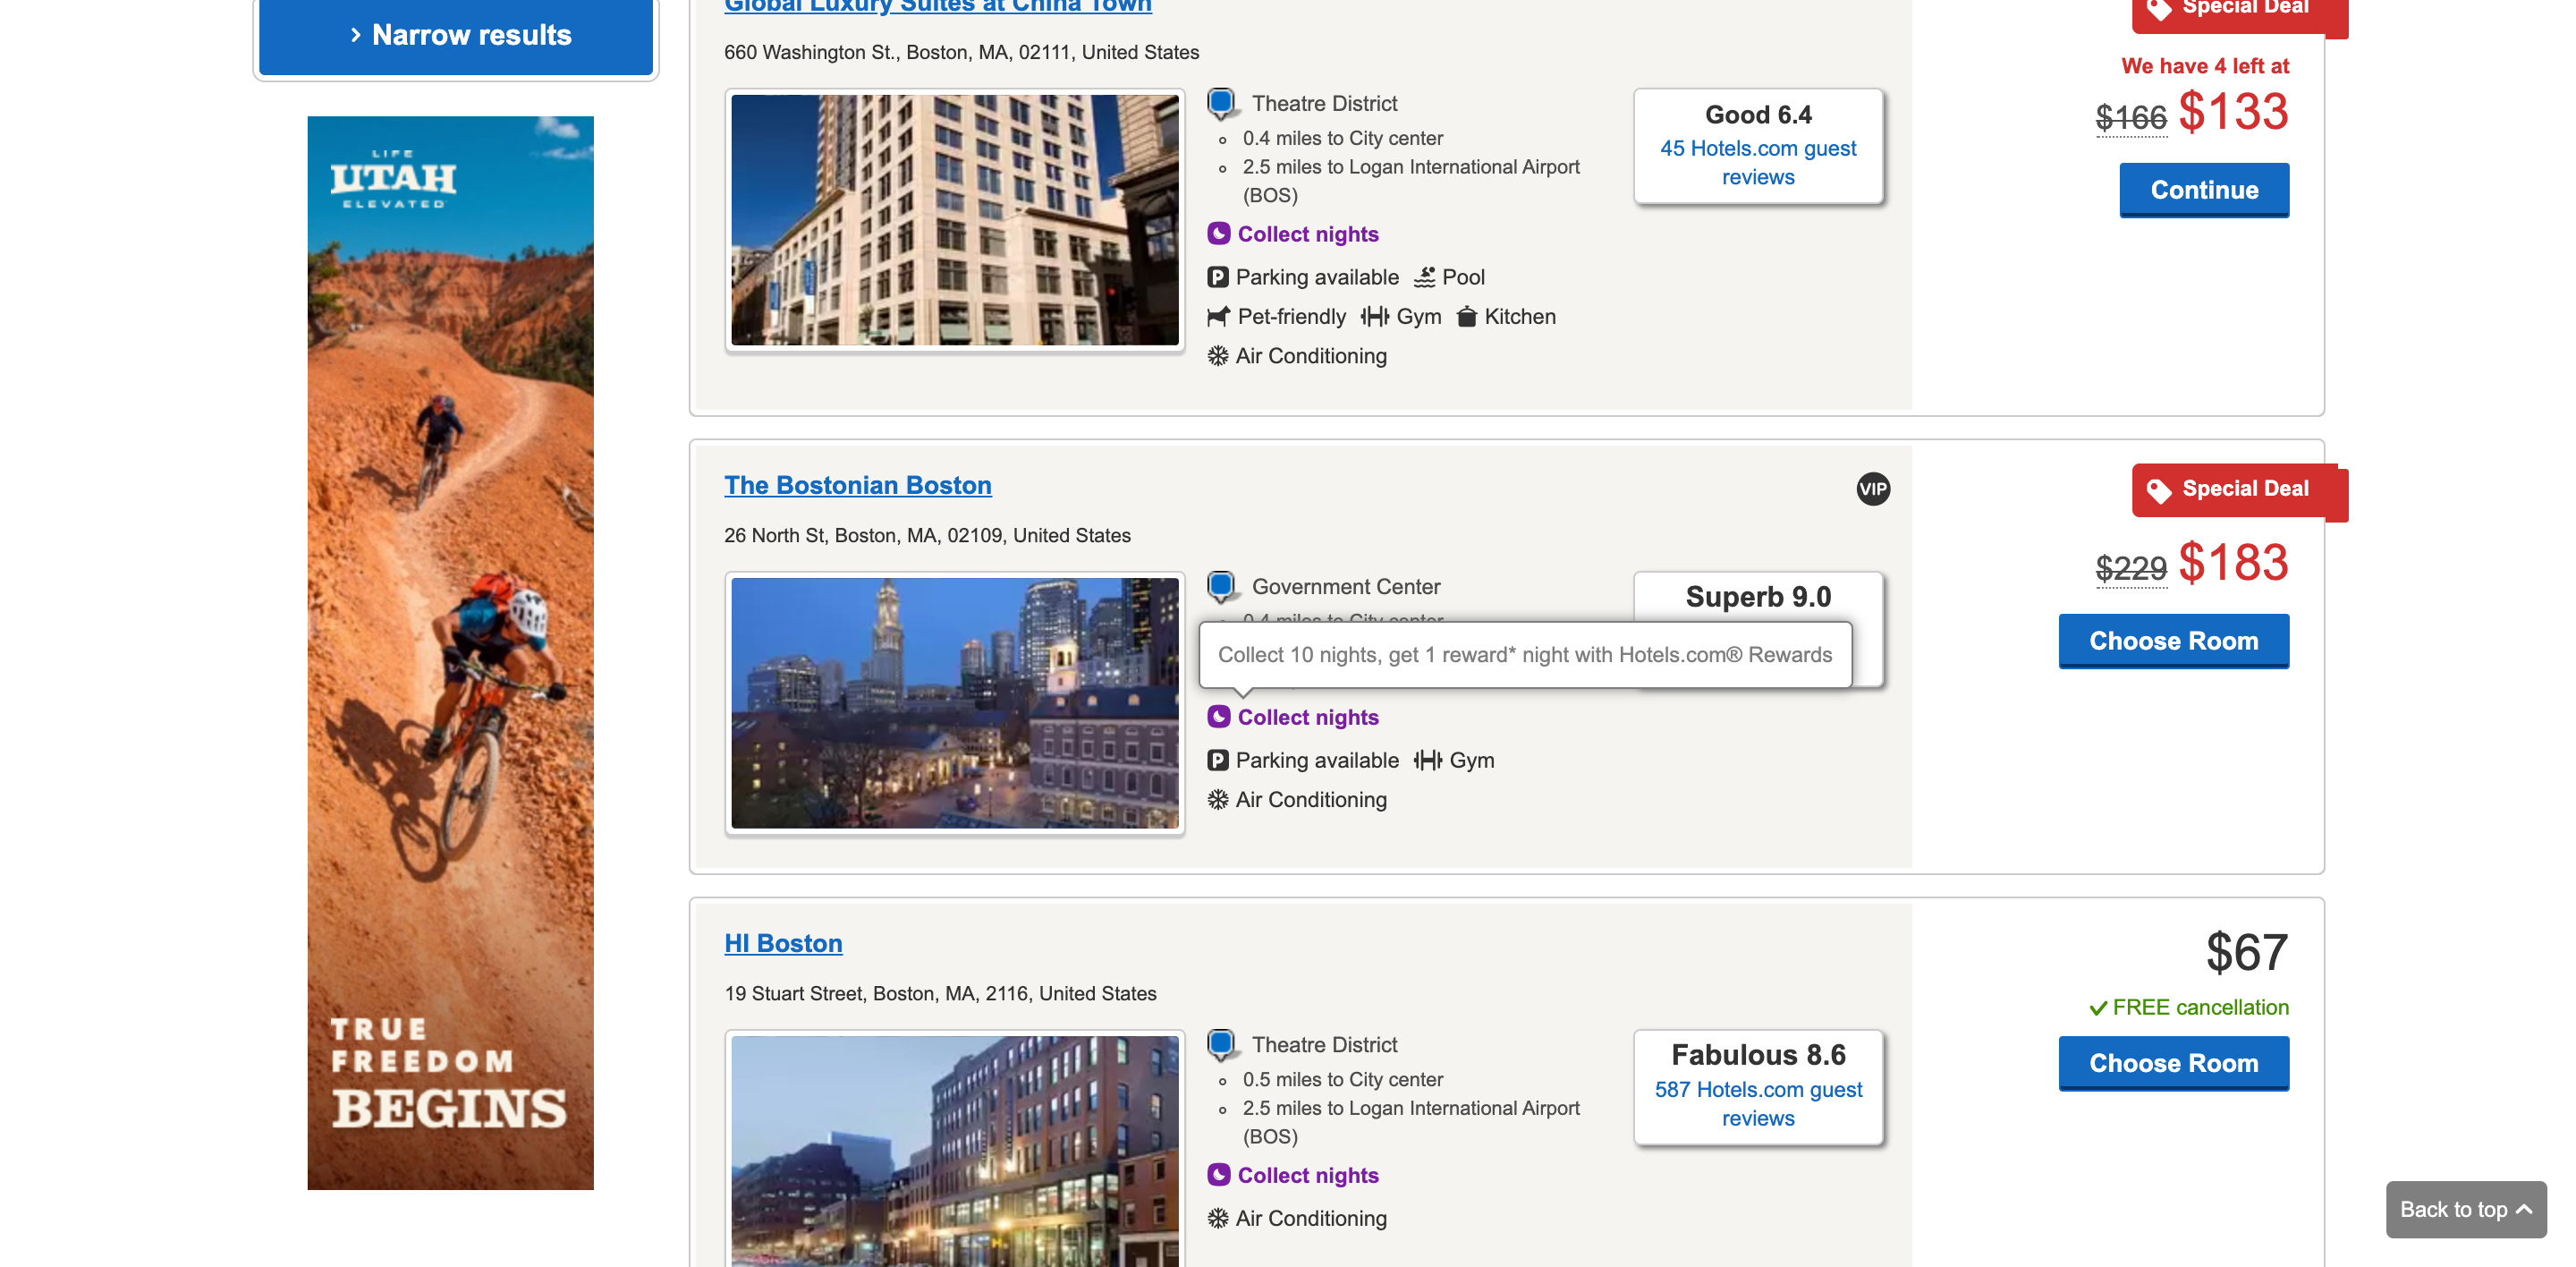 Narrow results
LIFE
UTAH
ELEVATED
TRUE
FREEDOM
BEGINS
Global Luxury Suites at China Town
660 Washington St., Boston, MA, 02111, United States
Theatre District
0.4 miles to City center
2.5 miles to Logan International Airport
(BOS)
Collect nights
Parking available Pool
Pet-friendly Gym Kitchen
Air Conditioning
Good 6.4
45 Hotels.com guest
reviews
Special Deal
We have 4 left at
$166 $133
Continue
The Bostonian Boston
VIP
26 North St, Boston, MA, 02109, United States
Government Center
0.4 miles to City center
Collect 10 nights, get 1 reward* night with Hotels.com® Rewards
Collect nights
P Parking available Gym
Air Conditioning
Superb 9.0
Special Deal
$229 $183
Choose Room
HI Boston
19 Stuart Street, Boston, MA, 2116, United States
Theatre District
0.5 miles to City center
2.5 miles to Logan International Airport
(BOS)
Collect nights
Air Conditioning
Fabulous 8.6
587 Hotels.com guest
reviews
$67
FREE cancellation
Choose Room
Back to top